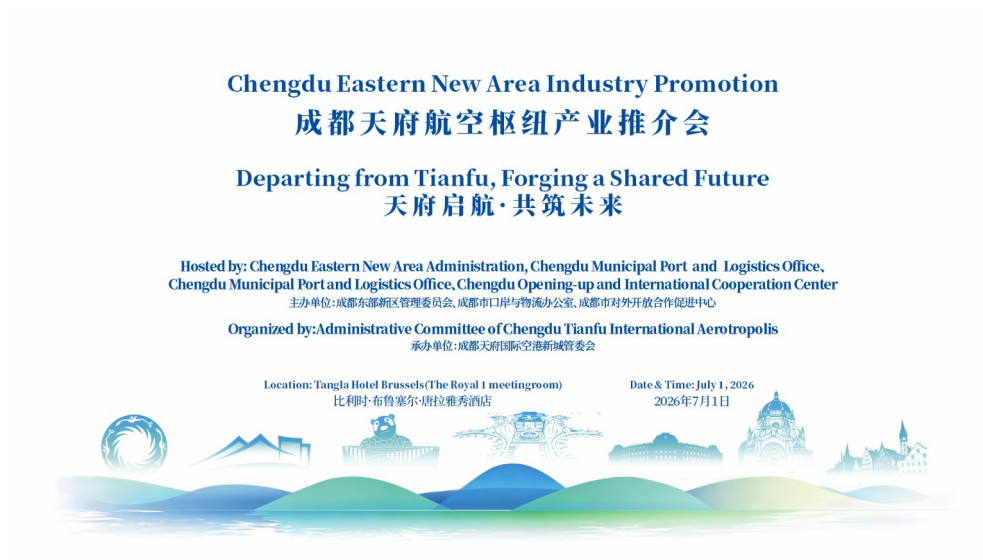 Chengdu Eastern New Area Industry Promotion
成都天府航空枢纽产业推介会
Departing from Tianfu, Forging a Shared Future
天府启航·共筑未来
Hosted by: Chengdu Eastern New Area Administration, Chengdu Municipal Port and Logistics Office、
Chengdu Municipal Port and Logistics Office、Chengdu Opening-up and International Cooperation Center
主办单位：成都东部新区管理委员会、成都市口岸与物流办公室、成都市对外开放合作促进中心
Organized by:Administrative Committee of Chengdu Tianfu International Aerotropolis
承办单位：成都天府国际空港新城管委会
Location: Tangla Hotel Brussels(The Royal 1 meetingroom)
比利时·布鲁塞尔·唐拉雅秀酒店
Date & Time: July 1, 2026
2026年7月1日